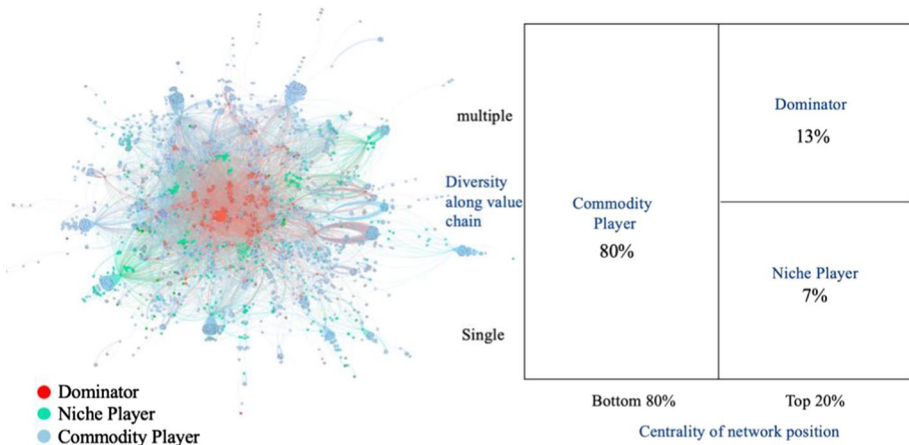 Dominator
Niche Player
Commodity Player
multiple
Diversity
along value
chain
Single
Commodity
Player
80%
Dominator
13%
Niche Player
7%
Bottom 80%
Top 20%
Centrality of network position